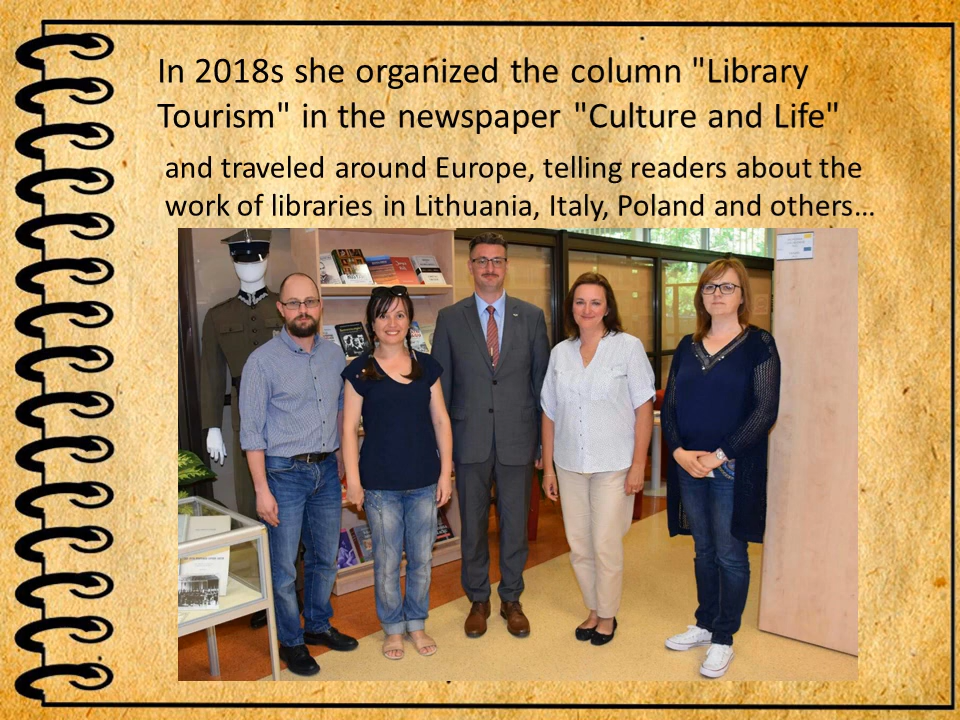 In 2018s she organized the column "Library
Tourism" in the newspaper "Culture and Life"
and traveled around Europe, telling readers about the
work of libraries in Lithuania, Italy, Poland and others…